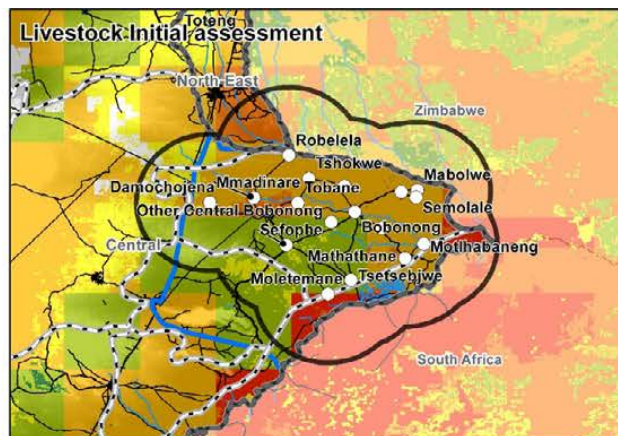 Toteng
Livestock Initial assessment
North-East
Zimbabwe
Robelela
Tshokwe
Damochojena
Mmadinare
Tobane
Mabolwe
Semolale
Other Central Bobonong
Sefophe
Bobonong
Central
Motlhabaneng
Mathathane
Moletemane
Tsetsebjwe
South Africa